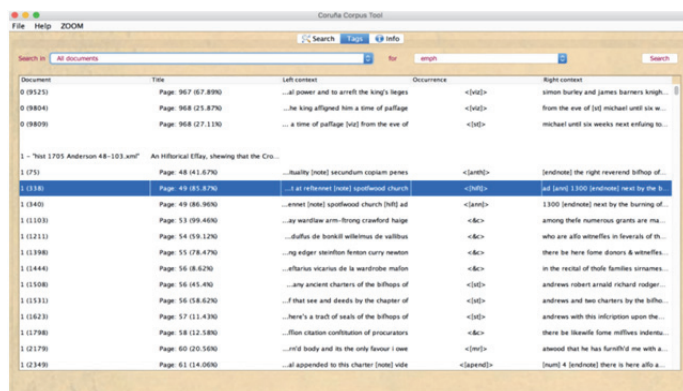 Coruña Corpus Tool
File Help ZOOM
Search Tags Info
Search in All documents for emph Search
Document Title Left context Occurrence Right context
0 (9525) Page: 967 (67.89%) ...al power and to arreft the king's lieges <[viz]> simon burley and james barners knigh...
0 (9804) Page: 968 (25.87%) ...he king affigned him a time of paffage <[viz]> from the eve of [st] michael until six w...
0 (9809) Page: 968 (27.11%) ... a time of paffage [viz] from the eve of <[st]> michael until six weeks next enfuing to...
1 - "hist 1705 Anderson 48-103.xml" An Hiftorical Effay, shewing that the Cro...
1 (75) Page: 48 (41.67%) ...ituality [note] secundum copiam penes <[anth]> [endnote] the right reverend bifhop of...
1 (338) Page: 49 (85.87%) ...t at reftennet [note] spotfwood church <[hift]> ad [ann] 1300 [endnote] next by the b...
1 (340) Page: 49 (86.96%) ...ennet [note] spotfwood church [hift] ad <[ann]> 1300 [endnote] next by the burning of...
1 (1103) Page: 53 (99.46%) ...ay wardlaw arm-ftrong crawford haige <&c> among thefe numerous grants are ma...
1 (1211) Page: 54 (59.12%) ...dulfus de bonkill willelmus de vallibus <&c> who are alfo witneffes in feverals of th...
1 (1398) Page: 55 (78.47%) ...ng edger steinfton fenton curry newton <&c> there be here fome donors & witneffes...
1 (1444) Page: 56 (8.62%) ...eftarius vicarius de la wardrobe malfon <&c> in the recital of thofe families sirnames...
1 (1508) Page: 56 (45.4%) ...any ancient charters of the bifhops of <[st]> andrews robert arnald richard rodger...
1 (1531) Page: 56 (58.62%) ...f that see and deeds by the chapter of <[st]> andrews and two charters by the bifho...
1 (1623) Page: 57 (11.43%) ...here's a tract of seals of the bifhops of <[st]> andrews with this infcription upon the...
1 (1798) Page: 58 (12.58%) ...ffion citation conftitution of procurators <&c> there be likewife fome miffives indentu...
1 (2179) Page: 60 (20.56%) ...rn'd body and its the only favour i owe <[mr]> atwood that he has furnifh'd me with a...
1 (2349) Page: 61 (14.06%) ...al appended to this charter [note] vide <[apend]> [num] 4 [endnote] there is here alfo a...